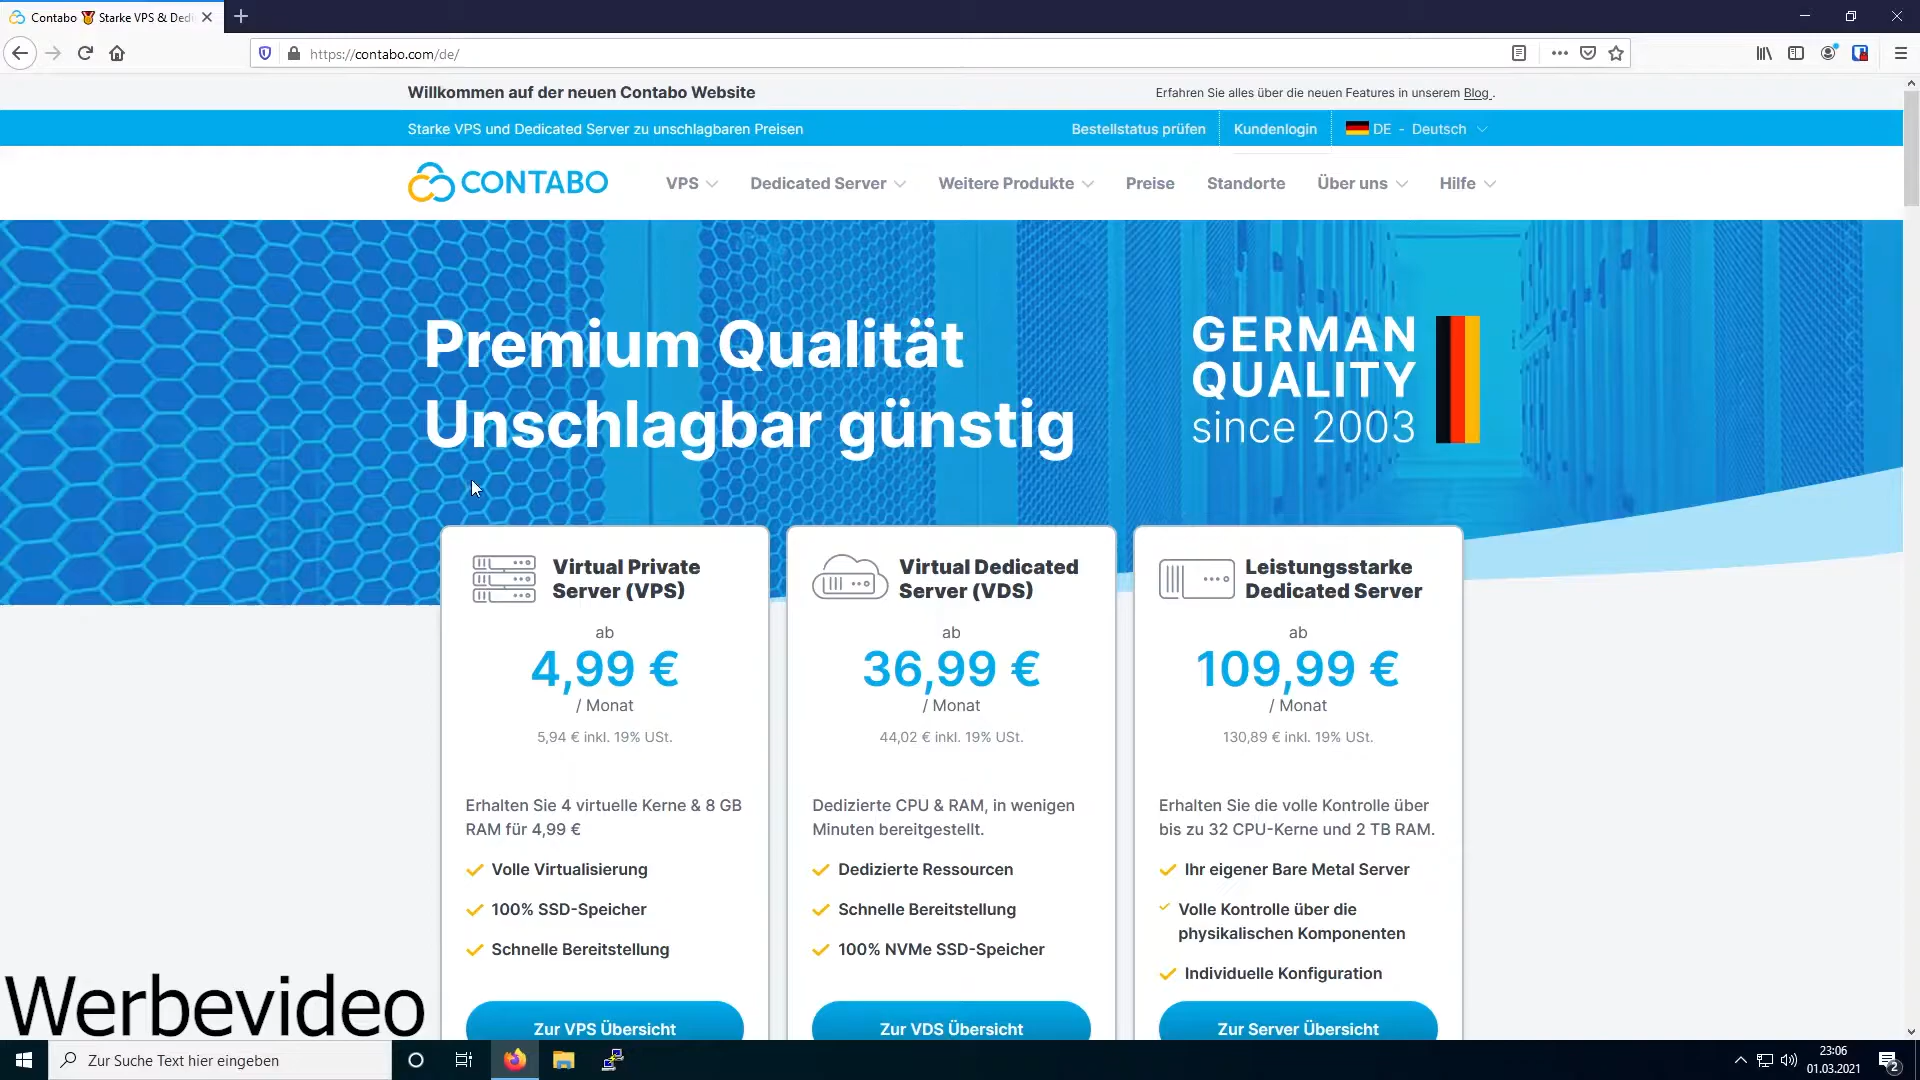 Contabo 🏅 Starke VPS & Dedi
https://contabo.com/de/
Willkommen auf der neuen Contabo Website
Erfahren Sie alles über die neuen Features in unserem Blog .
Starke VPS und Dedicated Server zu unschlagbaren Preisen
Bestellstatus prüfen
Kundenlogin
DE - Deutsch
CONTABO
VPS
Dedicated Server
Weitere Produkte
Preise
Standorte
Über uns
Hilfe
Premium Qualität
Unschlagbar günstig
GERMAN
QUALITY
since 2003
Virtual Private
Server (VPS)
ab
4,99 €
/ Monat
5,94 € inkl. 19% USt.
Erhalten Sie 4 virtuelle Kerne & 8 GB
RAM für 4,99 €
Volle Virtualisierung
100% SSD-Speicher
Schnelle Bereitstellung
Zur VPS Übersicht
Virtual Dedicated
Server (VDS)
ab
36,99 €
/ Monat
44,02 € inkl. 19% USt.
Dedizierte CPU & RAM, in wenigen
Minuten bereitgestellt.
Dedizierte Ressourcen
Schnelle Bereitstellung
100% NVMe SSD-Speicher
Zur VDS Übersicht
Leistungsstarke
Dedicated Server
ab
109,99 €
/ Monat
130,89 € inkl. 19% USt.
Erhalten Sie die volle Kontrolle über
bis zu 32 CPU-Kerne und 2 TB RAM.
Ihr eigener Bare Metal Server
Volle Kontrolle über die
physikalischen Komponenten
Individuelle Konfiguration
Zur Server Übersicht
Werbevideo
Zur Suche Text hier eingeben
23:06
01.03.2021
2